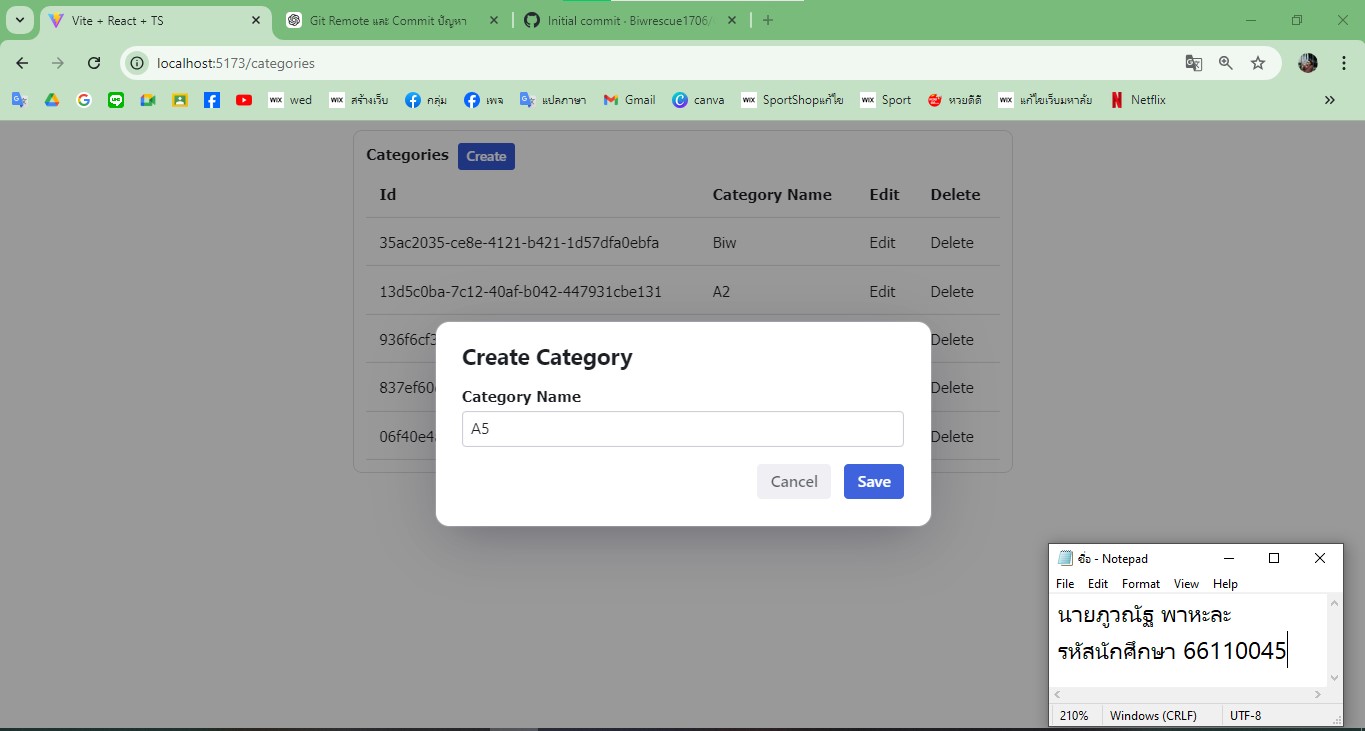 Vite + React + TS
Git Remote และ Commit ปัญหา
Initial commit · Biwrescue1706/
localhost:5173/categories
wed
สร้างเว็บ
กลุ่ม
เพจ
แปลภาษา
Gmail
canva
SportShopแก้ไข
Sport
หวยดีดี
แก้ไขเว็บมหาลัย
Netflix
Categories Create
Id Category Name Edit Delete
35ac2035-ce8e-4121-b421-1d57dfa0ebfa Biw Edit Delete
13d5c0ba-7c12-40af-b042-447931cbe131 A2 Edit Delete
936f6cf3 Delete
837ef60 Delete
06f40e4 Delete
Create Category
Category Name
A5
Cancel Save
ชื่อ - Notepad
File Edit Format View Help
นายภูวณัฐ พาหะละ
รหัสนักศึกษา 66110045
210% Windows (CRLF) UTF-8